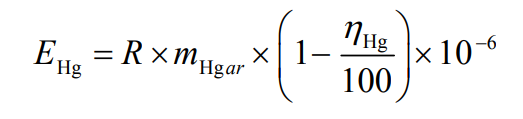 E_Hg = R × m_Hgar × (1 − η_Hg / 100) × 10^−6